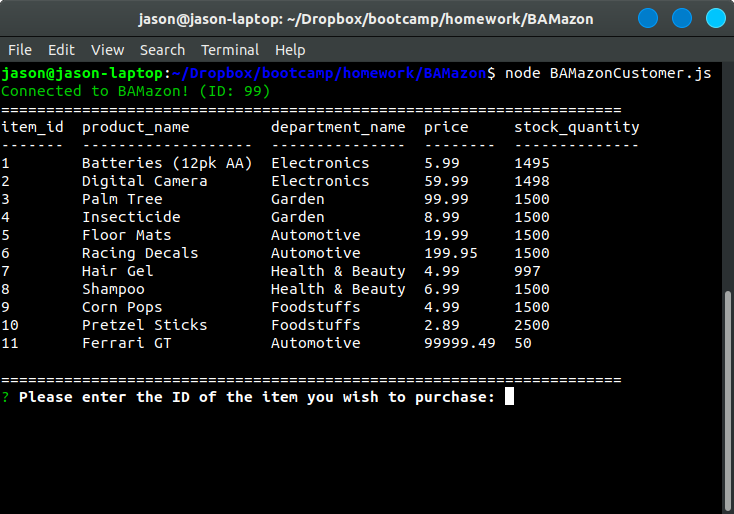 jason@jason-laptop: ~/Dropbox/bootcamp/homework/BAMazon
File Edit View Search Terminal Help
jason@jason-laptop:~/Dropbox/bootcamp/homework/BAMazon$ node BAMazonCustomer.js
Connected to BAMazon! (ID: 99)
=====================================================================
item_id  product_name         department_name  price     stock_quantity
-------  -------------------  ---------------  --------  --------------
1        Batteries (12pk AA)  Electronics      5.99      1495
2        Digital Camera       Electronics      59.99     1498
3        Palm Tree            Garden           99.99     1500
4        Insecticide          Garden           8.99      1500
5        Floor Mats           Automotive       19.99     1500
6        Racing Decals        Automotive       199.95    1500
7        Hair Gel             Health & Beauty  4.99      997
8        Shampoo              Health & Beauty  6.99      1500
9        Corn Pops            Foodstuffs       4.99      1500
10       Pretzel Sticks       Foodstuffs       2.89      2500
11       Ferrari GT           Automotive       99999.49  50
=====================================================================
? Please enter the ID of the item you wish to purchase: